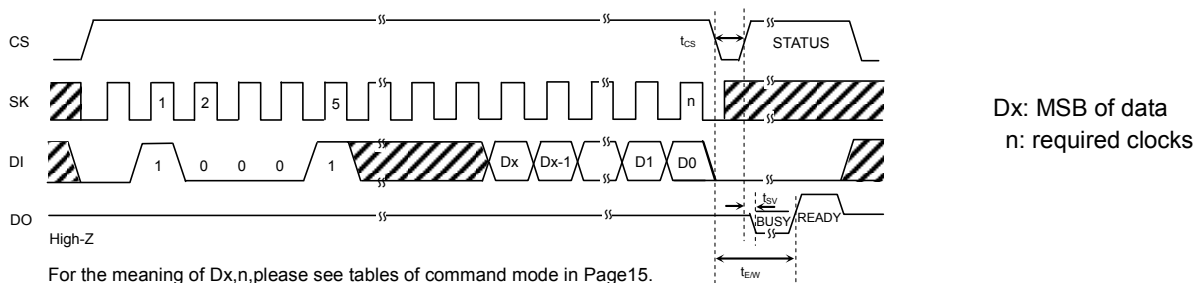 CS
tCS
STATUS
SK
1 2 5 n
DI
1 0 0 0 1 Dx Dx-1 D1 D0
DO
tSV
BUSY READY
High-Z
tE/W
For the meaning of Dx,n,please see tables of command mode in Page15.
Dx: MSB of data
n: required clocks